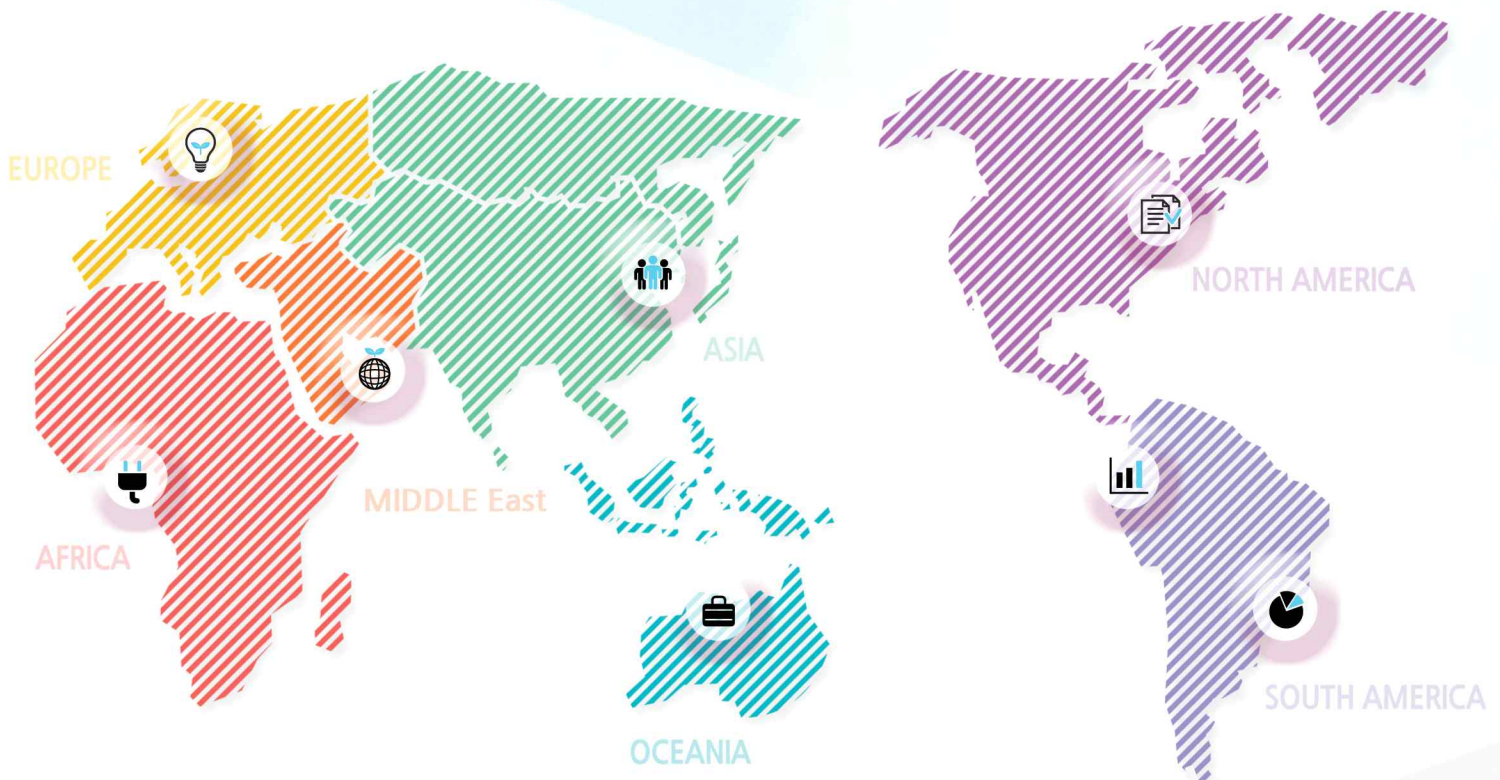 EUROPE
NORTH AMERICA
ASIA
MIDDLE East
AFRICA
SOUTH AMERICA
OCEANIA